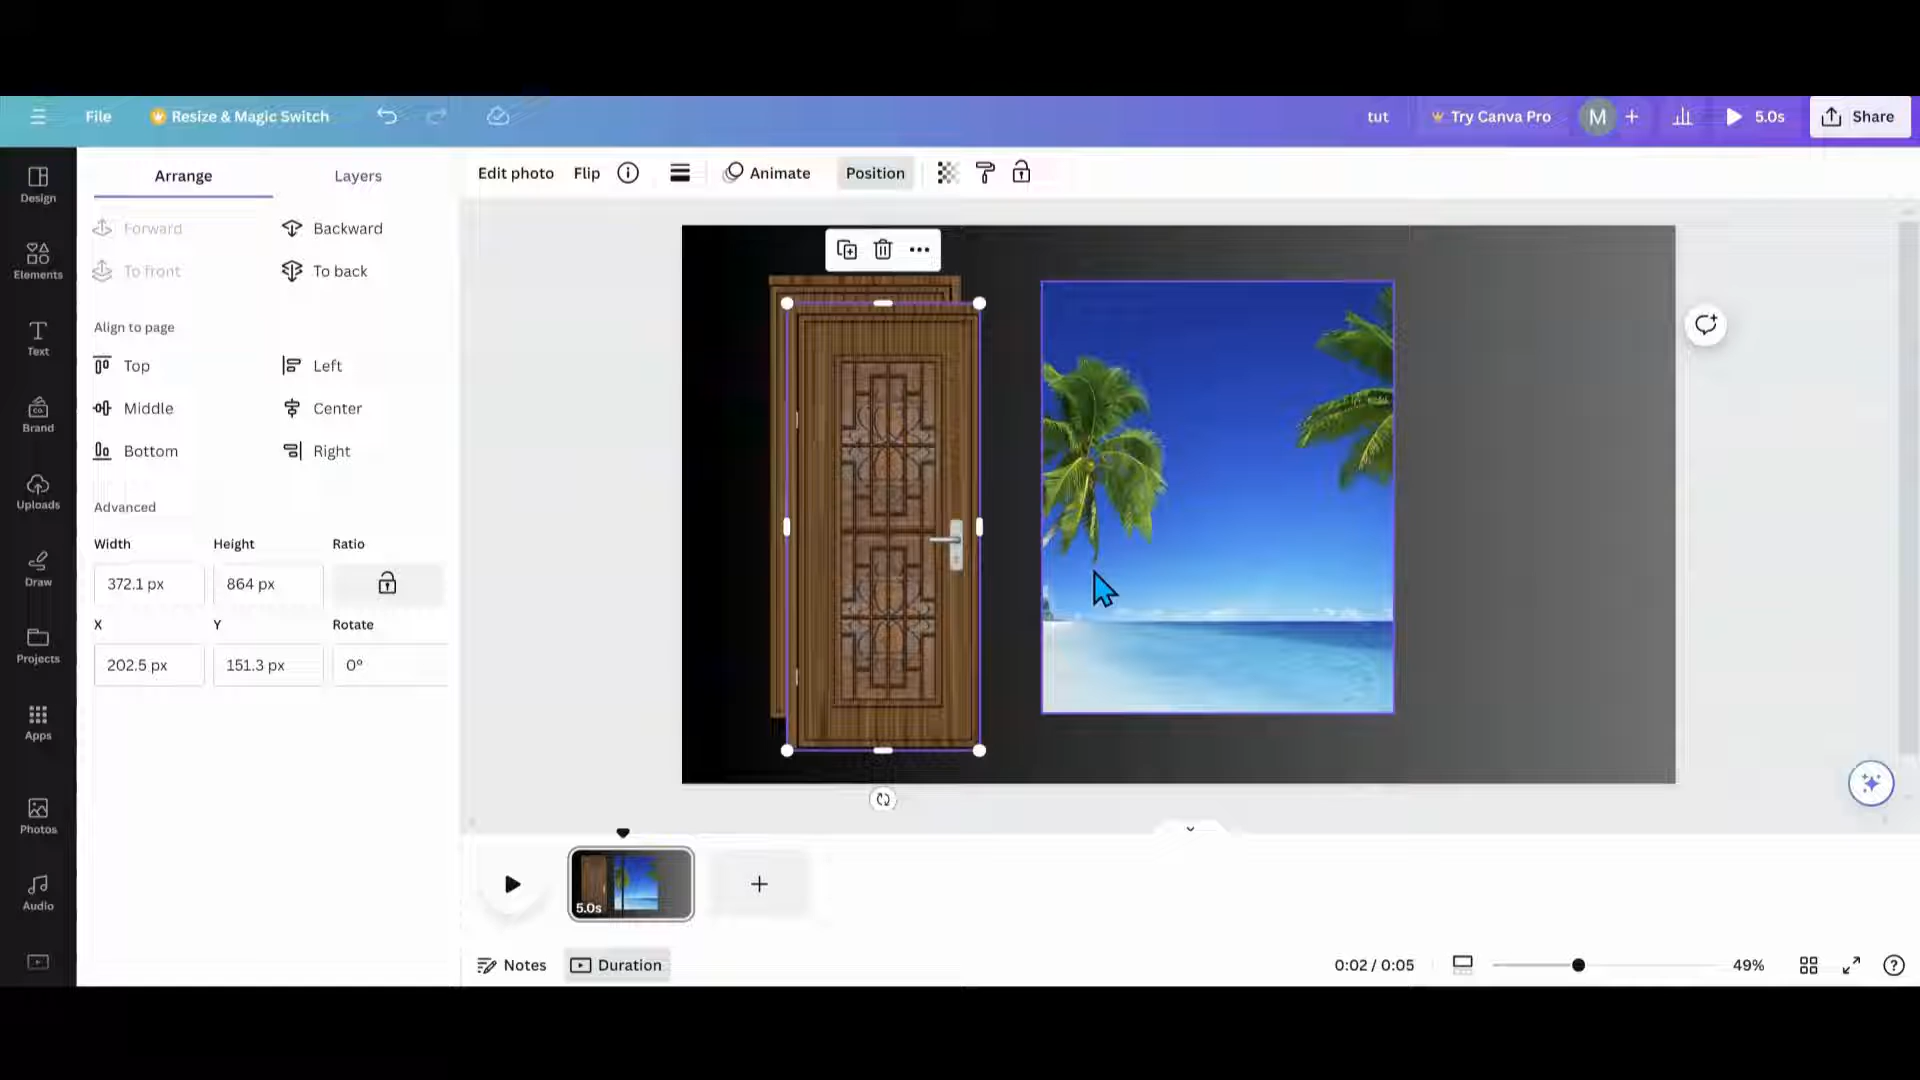 File
Resize & Magic Switch
tut
Try Canva Pro
M
5.0s
Share
Design
Elements
Text
Brand
Uploads
Draw
Projects
Apps
Photos
Audio
Arrange
Layers
Forward
Backward
To front
To back
Align to page
Top
Left
Middle
Center
Bottom
Right
Advanced
Width
Height
Ratio
372.1 px
864 px
X
Y
Rotate
202.5 px
151.3 px
0°
Edit photo
Flip
Animate
Position
5.0s
Notes
Duration
0:02 / 0:05
49%